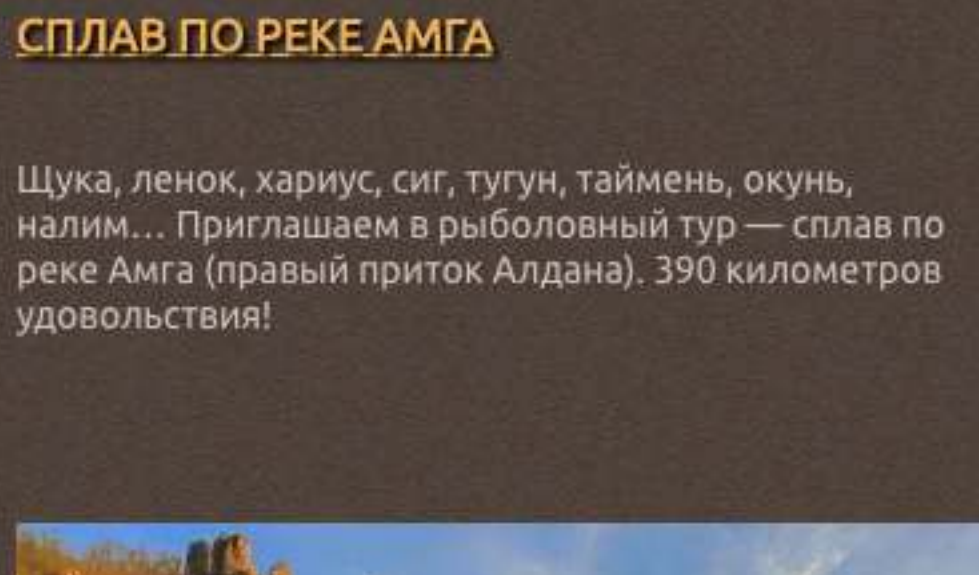 СПЛАВ ПО РЕКЕ АМГА
Щука, ленок, хариус, сиг, тугун, таймень, окунь,
налим... Приглашаем в рыболовный тур — сплав по
реке Амга (правый приток Алдана). 390 километров
удовольствия!